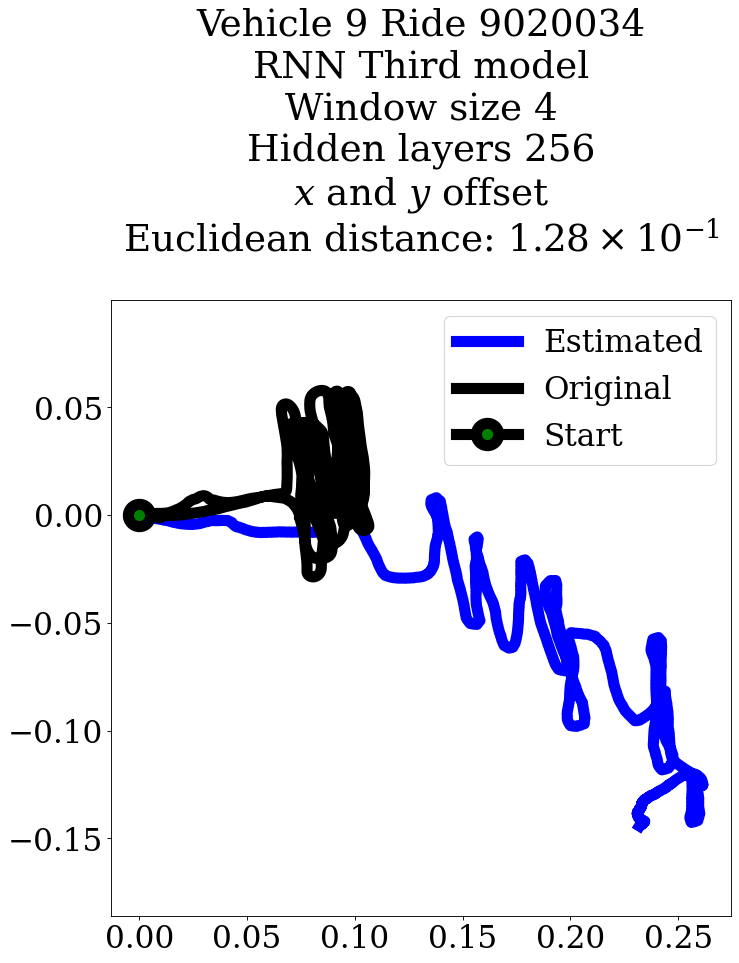 Vehicle 9 Ride 9020034
RNN Third model
Window size 4
Hidden layers 256
x and y offset
Euclidean distance: 1.28 × 10⁻¹
Estimated
Original
Start
0.05
0.00
−0.05
−0.10
−0.15
0.00 0.05 0.10 0.15 0.20 0.25